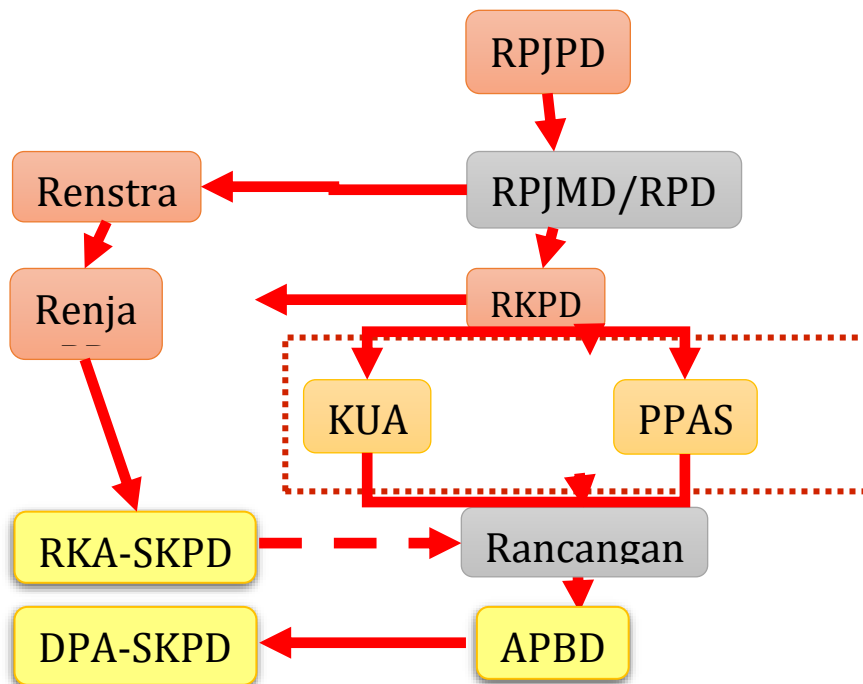 RPJPD
Renstra
RPJMD/RPD
Renja
RKPD
KUA
PPAS
RKA-SKPD
Rancangan
DPA-SKPD
APBD